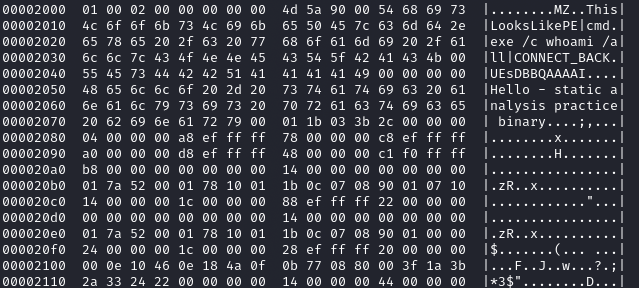 00002000  01 00 02 00 00 00 00 00  4d 5a 90 00 54 68 69 73  |........MZ..This|
00002010  4c 6f 6f 6b 73 4c 69 6b  65 50 45 7c 63 6d 64 2e  |LooksLikePE|cmd.|
00002020  65 78 65 20 2f 63 20 77  68 6f 61 6d 69 20 2f 61  |exe /c whoami /a|
00002030  6c 6c 7c 43 4f 4e 4e 45  43 54 5f 42 41 43 4b 00  |ll|CONNECT_BACK.|
00002040  55 45 73 44 42 42 51 41  41 41 41 49 00 00 00 00  |UEsDBBQAAAAI....|
00002050  48 65 6c 6c 6f 20 2d 20  73 74 61 74 69 63 20 61  |Hello - static a|
00002060  6e 61 6c 79 73 69 73 20  70 72 61 63 74 69 63 65  |nalysis practice|
00002070  20 62 69 6e 61 72 79 00  01 1b 03 3b 2c 00 00 00  | binary....;,...|
00002080  04 00 00 00 a8 ef ff ff  78 00 00 00 c8 ef ff ff  |........x.......|
00002090  a0 00 00 00 d8 ef ff ff  48 00 00 00 c1 f0 ff ff  |........H.......|
000020a0  b8 00 00 00 00 00 00 00  14 00 00 00 00 00 00 00  |................|
000020b0  01 7a 52 00 01 78 10 01  1b 0c 07 08 90 01 07 10  |.zR..x..........|
000020c0  14 00 00 00 1c 00 00 00  88 ef ff ff 22 00 00 00  |............"...|
000020d0  00 00 00 00 00 00 00 00  14 00 00 00 00 00 00 00  |................|
000020e0  01 7a 52 00 01 78 10 01  1b 0c 07 08 90 01 00 00  |.zR..x..........|
000020f0  24 00 00 00 1c 00 00 00  28 ef ff ff 20 00 00 00  |$.......(... ...|
00002100  00 0e 10 46 0e 18 4a 0f  0b 77 08 80 00 3f 1a 3b  |...F..J..w...?.;|
00002110  2a 33 24 22 00 00 00 00  14 00 00 00 44 00 00 00  |*3$"........D...|